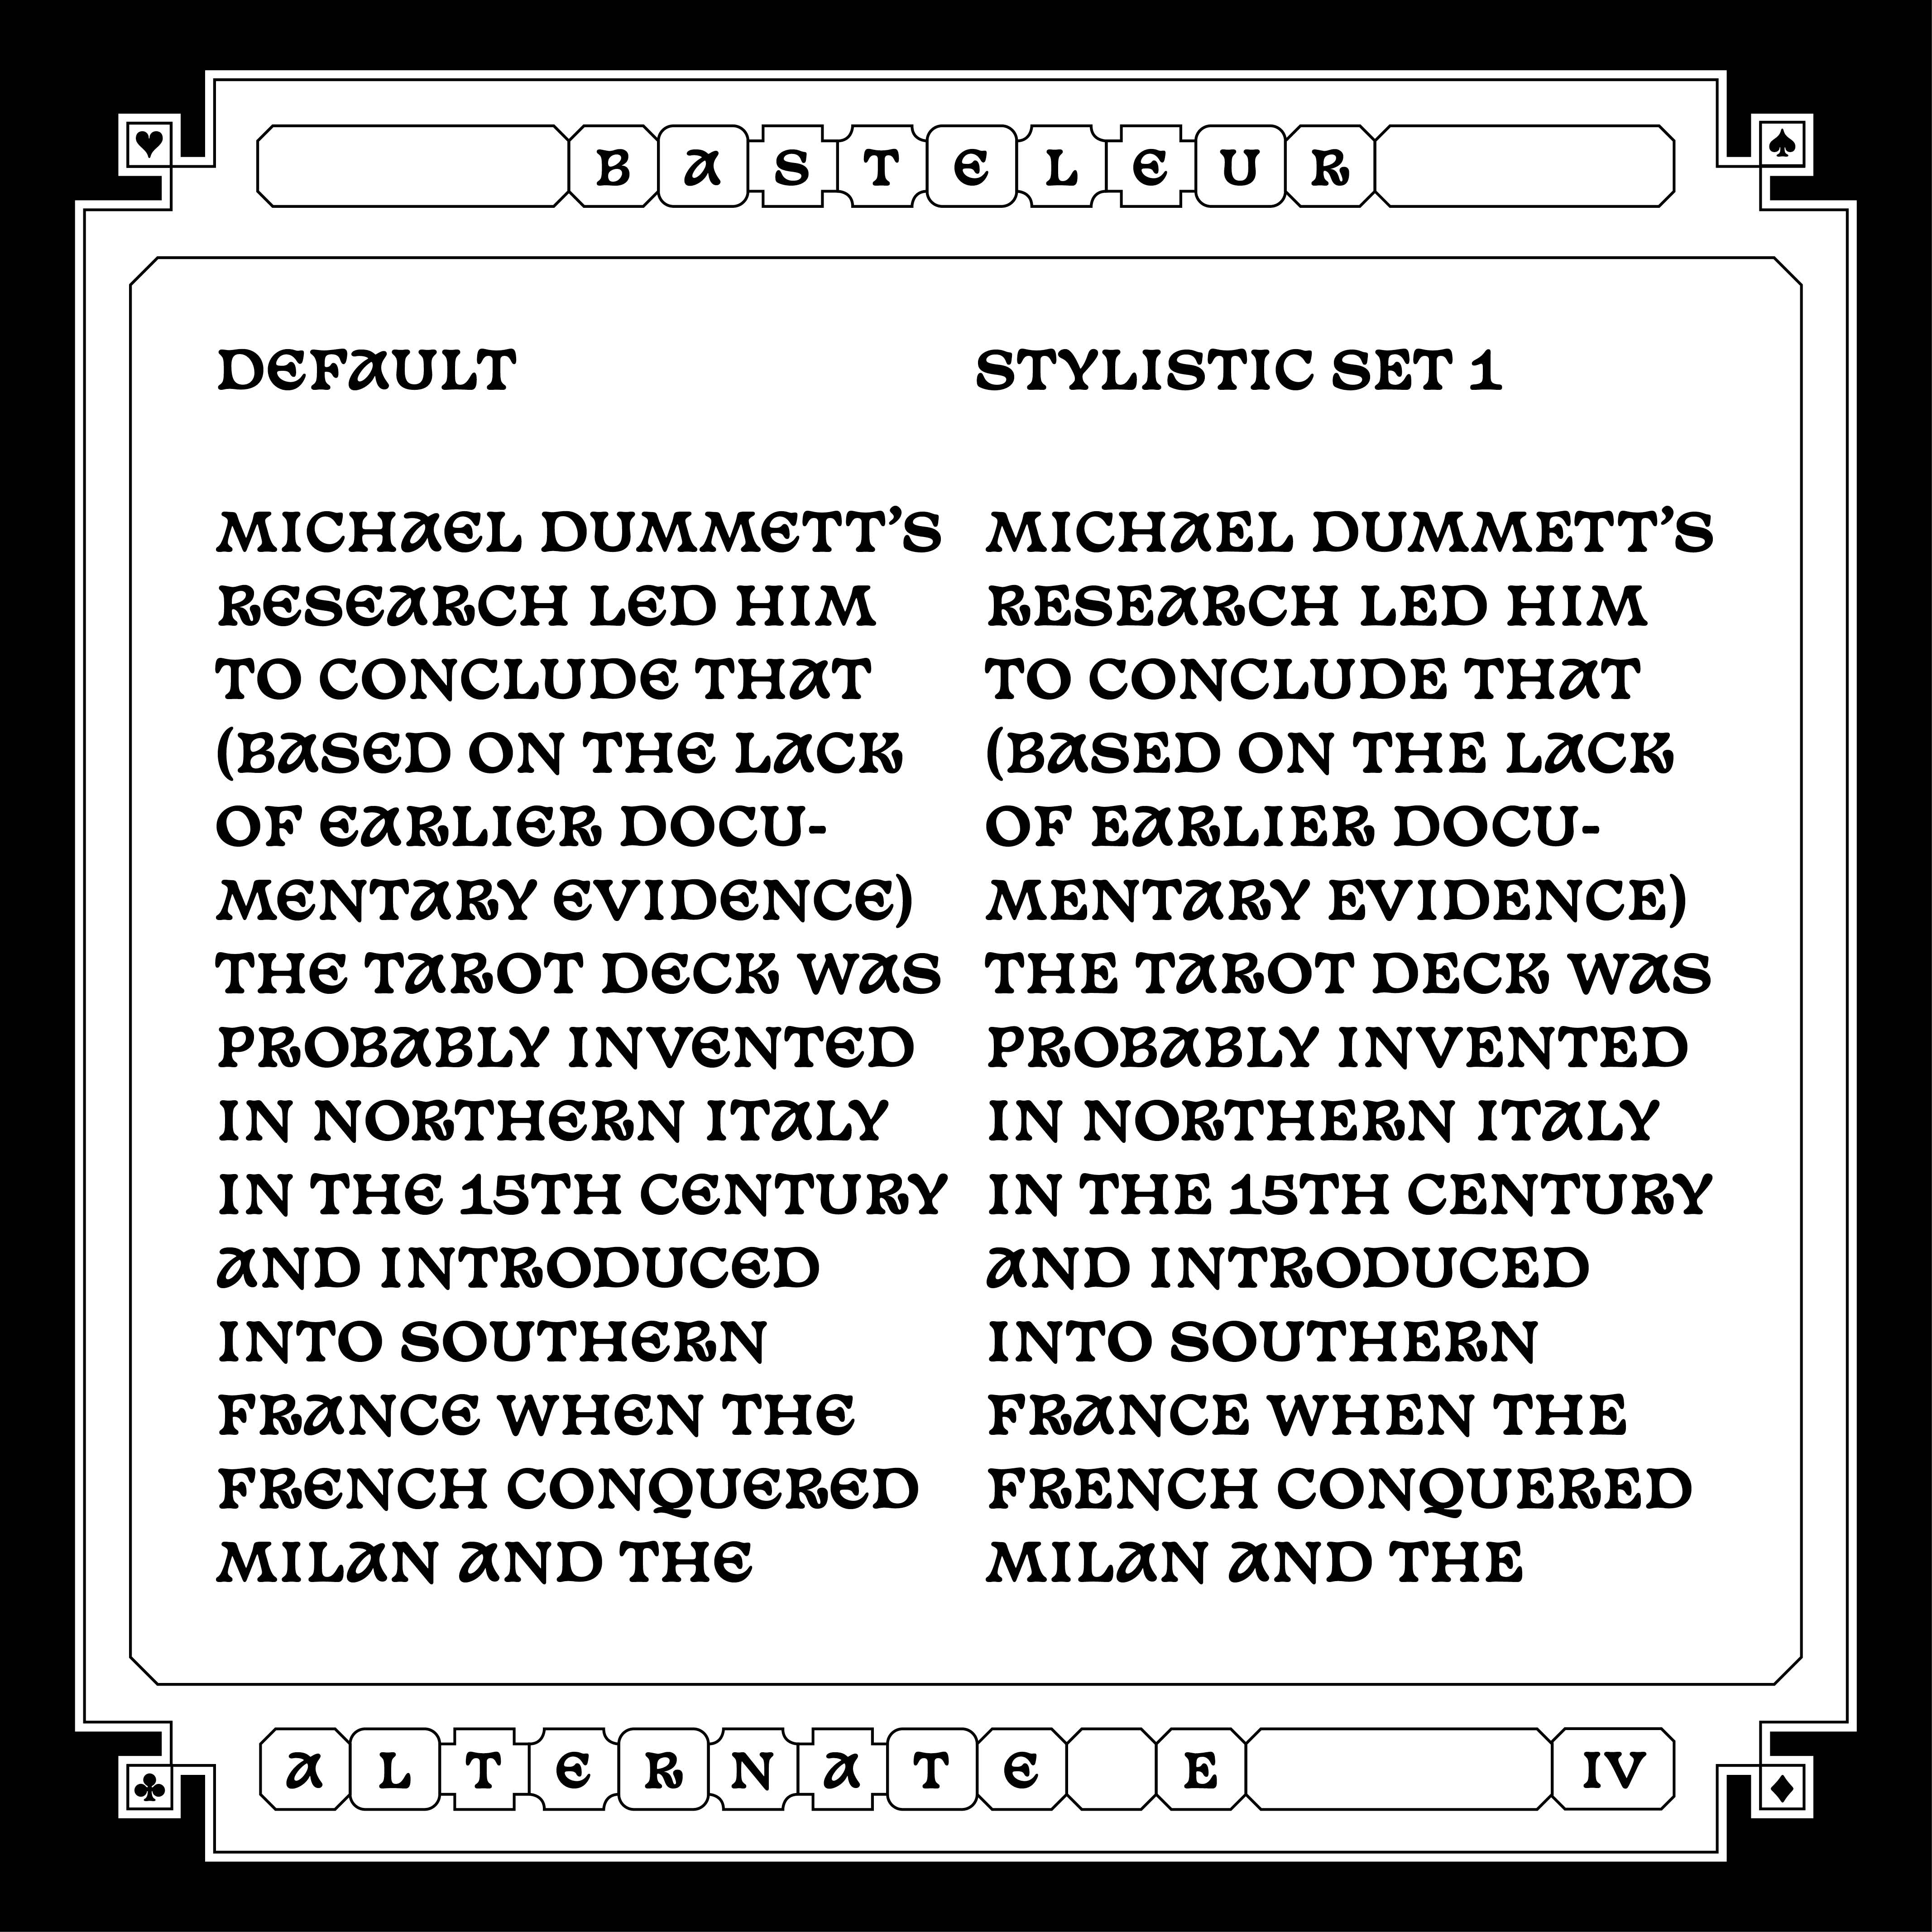 BASTELEUR
DEFAULT
MICHAEL DUMMETT’S
RESEARCH LED HIM
TO CONCLUDE THAT
(BASED ON THE LACK
OF EARLIER DOCU-
MENTARY EVIDENCE)
THE TAROT DECK WAS
PROBABLY INVENTED
IN NORTHERN ITALY
IN THE 15TH CENTURY
AND INTRODUCED
INTO SOUTHERN
FRANCE WHEN THE
FRENCH CONQUERED
MILAN AND THE
STYLISTIC SET 1
MICHAEL DUMMETT’S
RESEARCH LED HIM
TO CONCLUDE THAT
(BASED ON THE LACK
OF EARLIER DOCU-
MENTARY EVIDENCE)
THE TAROT DECK WAS
PROBABLY INVENTED
IN NORTHERN ITALY
IN THE 15TH CENTURY
AND INTRODUCED
INTO SOUTHERN
FRANCE WHEN THE
FRENCH CONQUERED
MILAN AND THE
ALTERNATE E IV